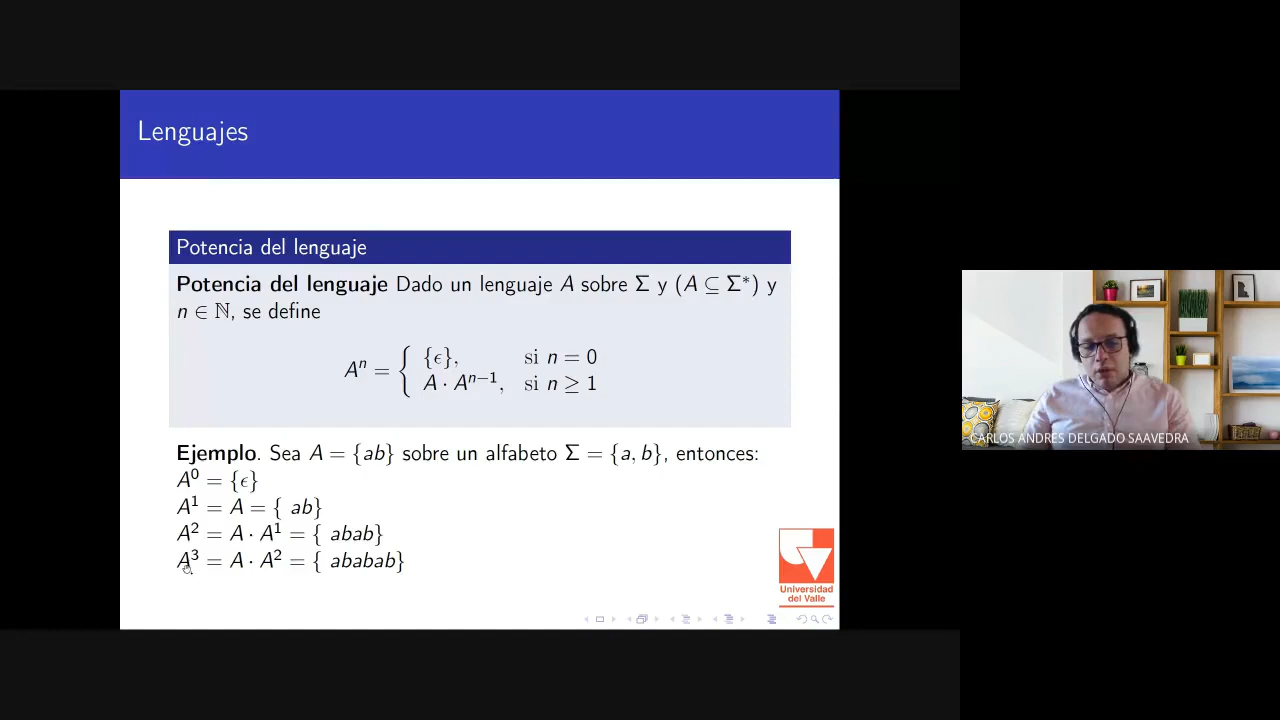 Lenguajes
Potencia del lenguaje
Potencia del lenguaje Dado un lenguaje A sobre Σ y (A ⊆ Σ*) y
n ∈ ℕ, se define
Aⁿ = { {ϵ}, si n = 0
A · Aⁿ⁻¹, si n ≥ 1
Ejemplo. Sea A = {ab} sobre un alfabeto Σ = {a, b}, entonces:
A⁰ = {ϵ}
A¹ = A = { ab}
A² = A · A¹ = { abab}
A³ = A · A² = { ababab}
Universidad
del Valle
CARLOS ANDRES DELGADO SAAVEDRA